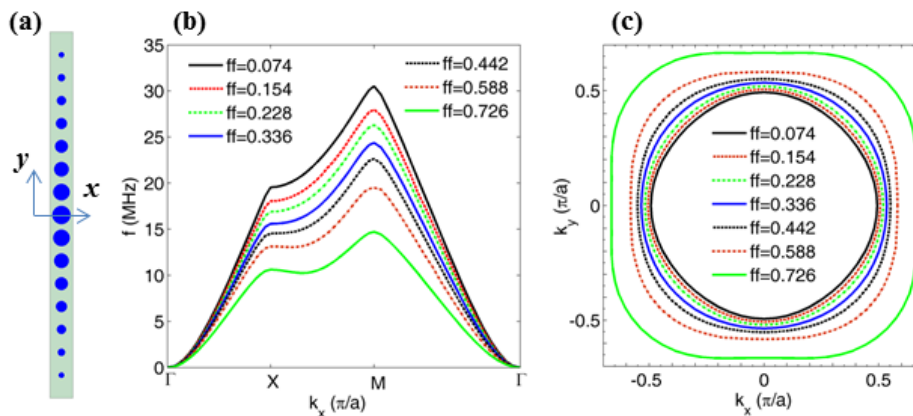 (a)
y
x
(b)
35
30
25
20
15
10
5
0
f (MHz)
ff=0.074
ff=0.154
ff=0.228
ff=0.336
ff=0.442
ff=0.588
ff=0.726
Γ X M Γ
k_x (π/a)
(c)
0.5
0
-0.5
k_y (π/a)
ff=0.074
ff=0.154
ff=0.228
ff=0.336
ff=0.442
ff=0.588
ff=0.726
-0.5 0 0.5
k_x (π/a)